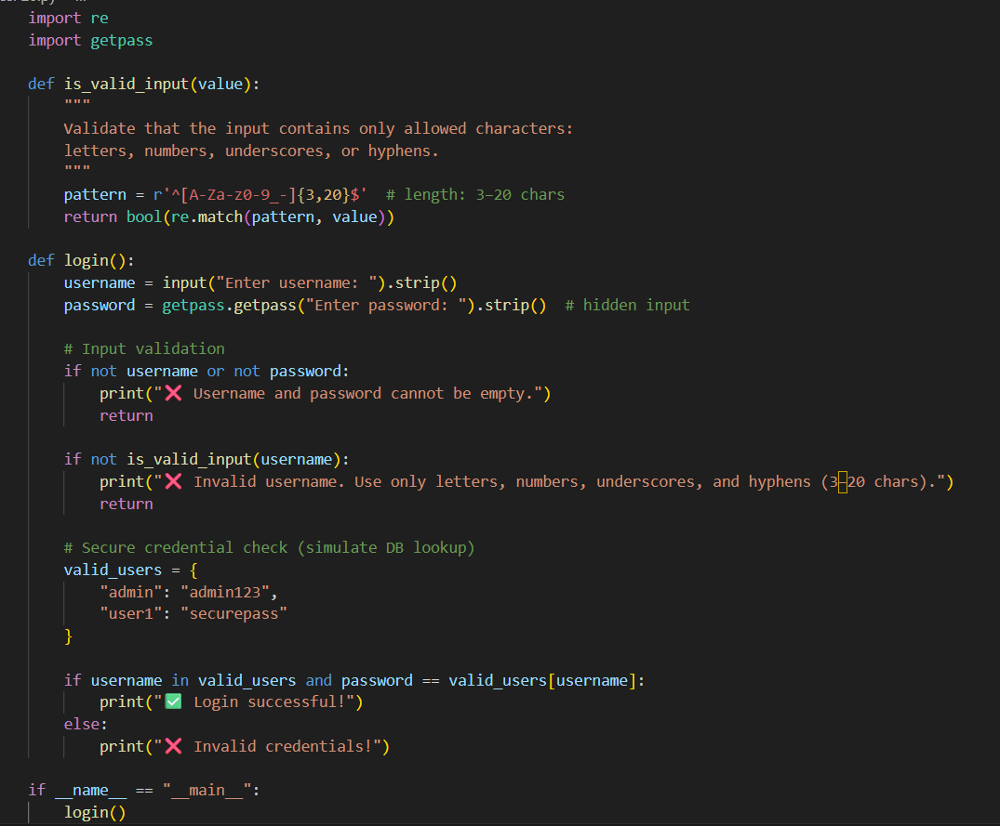 import re
import getpass
def is_valid_input(value):
"""
Validate that the input contains only allowed characters:
letters, numbers, underscores, or hyphens.
"""
pattern = r'^[A-Za-z0-9_-]{3,20}$'  # length: 3–20 chars
return bool(re.match(pattern, value))
def login():
username = input("Enter username: ").strip()
password = getpass.getpass("Enter password: ").strip()  # hidden input
# Input validation
if not username or not password:
print("❌ Username and password cannot be empty.")
return
if not is_valid_input(username):
print("❌ Invalid username. Use only letters, numbers, underscores, and hyphens (3–20 chars).")
return
# Secure credential check (simulate DB lookup)
valid_users = {
"admin": "admin123",
"user1": "securepass"
}
if username in valid_users and password == valid_users[username]:
print("✅ Login successful!")
else:
print("❌ Invalid credentials!")
if __name__ == "__main__":
login()